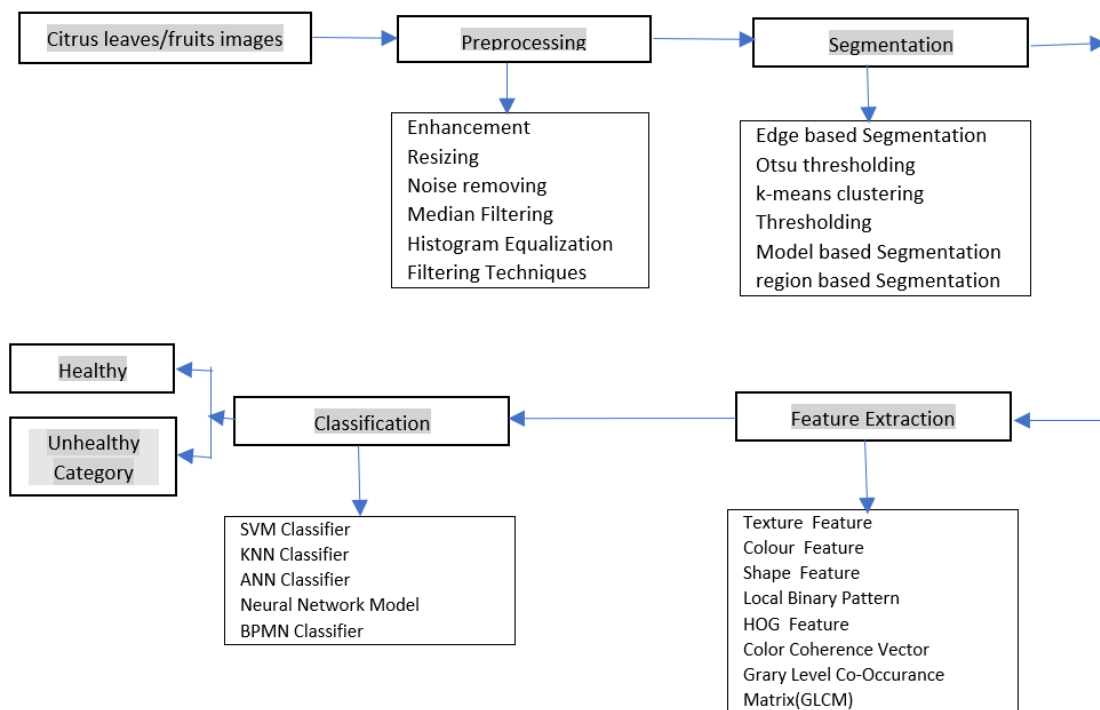 Citrus leaves/fruits images
Preprocessing
Segmentation
Enhancement
Resizing
Noise removing
Median Filtering
Histogram Equalization
Filtering Techniques
Edge based Segmentation
Otsu thresholding
k-means clustering
Thresholding
Model based Segmentation
region based Segmentation
Healthy
Unhealthy
Category
Classification
Feature Extraction
SVM Classifier
KNN Classifier
ANN Classifier
Neural Network Model
BPMN Classifier
Texture Feature
Colour Feature
Shape Feature
Local Binary Pattern
HOG Feature
Color Coherence Vector
Grary Level Co-Occurance
Matrix(GLCM)